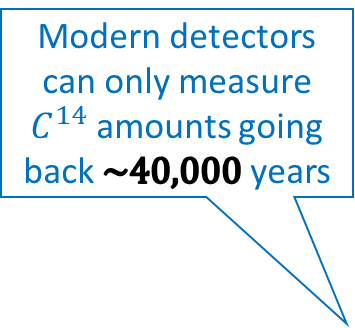 Modern detectors
can only measure
C¹⁴ amounts going
back ~40,000 years